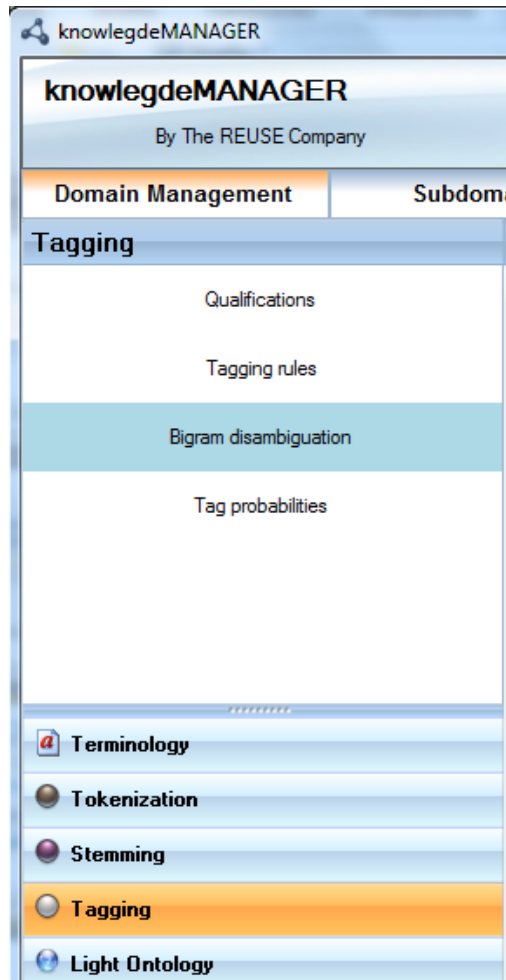 knowlegdeMANAGER
knowlegdeMANAGER
By The REUSE Company
Domain Management
Tagging
Qualifications
Tagging rules
Bigram disambiguation
Tag probabilities
Terminology
Tokenization
Stemming
Tagging
Light Ontology